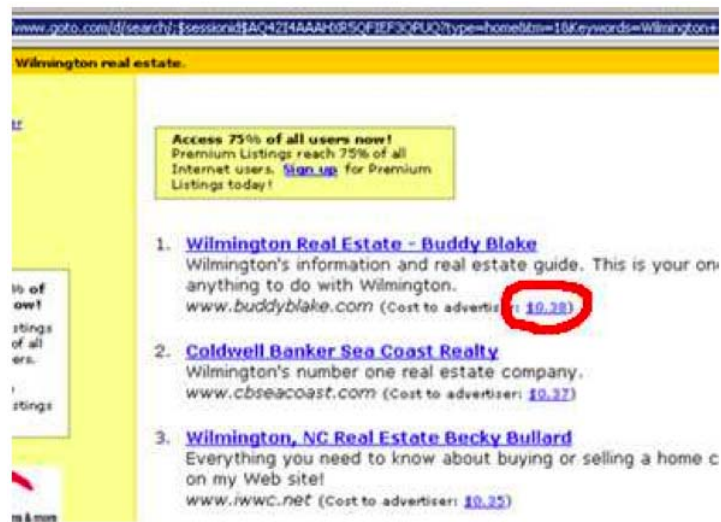 www.goto.com/d/search/;$sessionid$AQ42I4AAAHXRSQFIEF3QPUQ?type=home&tm=1&Keywords=Wilmington+
Wilmington real estate.
Access 75% of all users now!
Premium Listings reach 75% of all
Internet users. Sign up for Premium
Listings today!
1. Wilmington Real Estate - Buddy Blake
Wilmington's information and real estate guide. This is your one
anything to do with Wilmington.
www.buddyblake.com (Cost to advertiser: $0.38)
2. Coldwell Banker Sea Coast Realty
Wilmington's number one real estate company.
www.cbseacoast.com (Cost to advertiser: $0.37)
3. Wilmington, NC Real Estate Becky Bullard
Everything you need to know about buying or selling a home c
on my Web site!
www.iwwc.net (Cost to advertiser: $0.35)
% of
ow!
stings
of all
ers.
stings